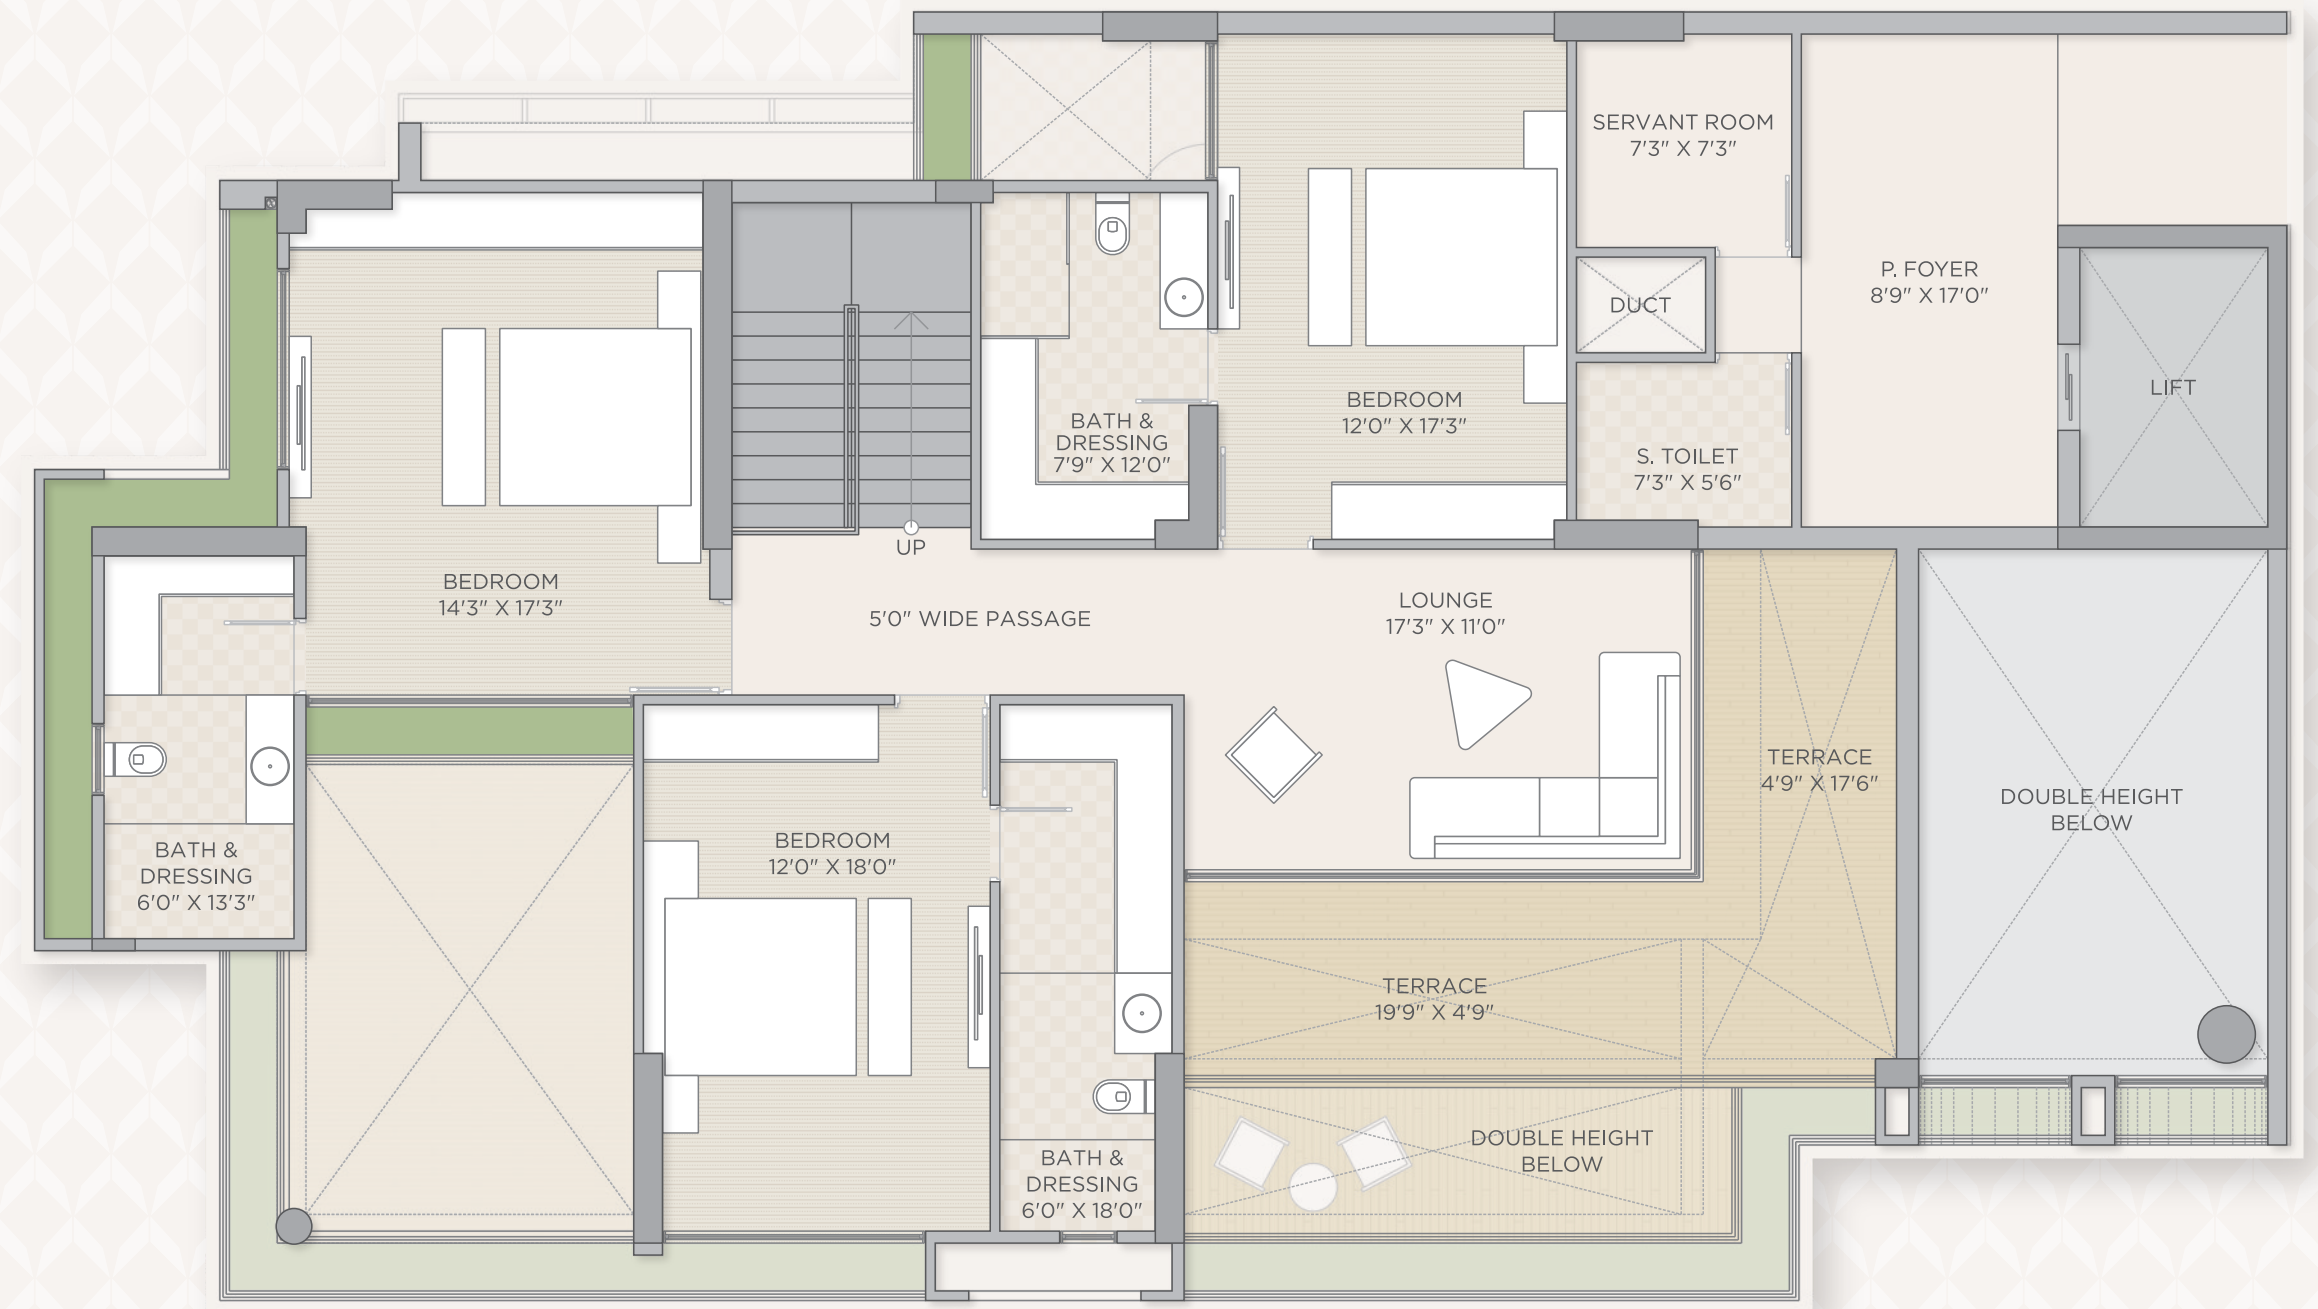 SERVANT ROOM
7'3" X 7'3"
P. FOYER
8'9" X 17'0"
DUCT
LIFT
BEDROOM
12'0" X 17'3"
BATH &
DRESSING
7'9" X 12'0"
S. TOILET
7'3" X 5'6"
UP
BEDROOM
14'3" X 17'3"
5'0" WIDE PASSAGE
LOUNGE
17'3" X 11'0"
TERRACE
4'9" X 17'6"
DOUBLE HEIGHT
BELOW
BATH &
DRESSING
6'0" X 13'3"
BEDROOM
12'0" X 18'0"
TERRACE
19'9" X 4'9"
DOUBLE HEIGHT
BELOW
BATH &
DRESSING
6'0" X 18'0"